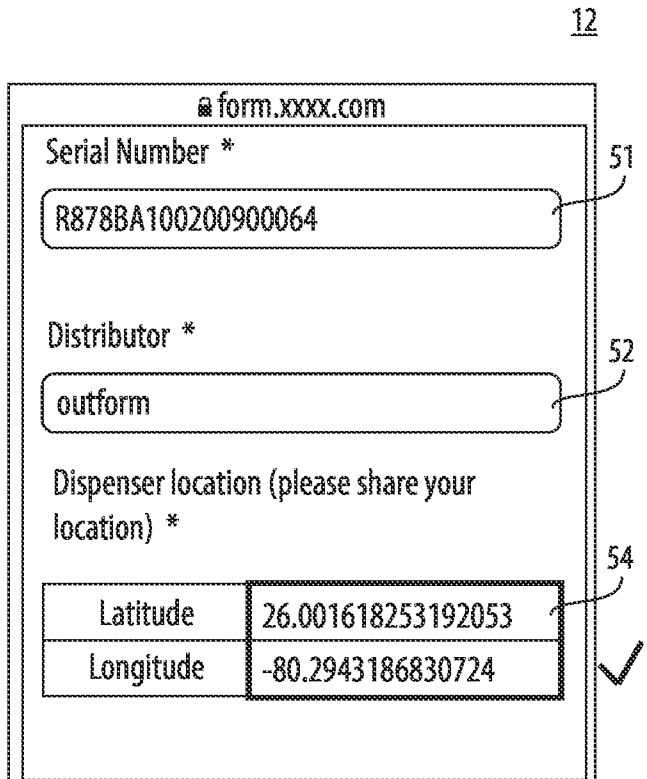 12
form.xxxx.com
Serial Number *
51
R878BA100200900064
Distributor *
52
outform
Dispenser location (please share your
location) *
54
Latitude 26.001618253192053
Longitude -80.2943186830724